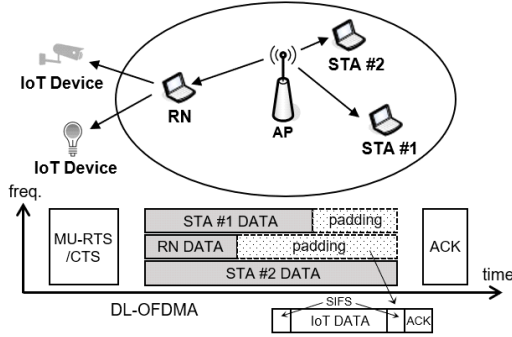 IoT Device
STA #2
RN
AP
IoT Device
STA #1
freq.
MU-RTS
/CTS
STA #1 DATA
padding
RN DATA
padding
STA #2 DATA
ACK
time
DL-OFDMA
SIFS
IoT DATA
ACK